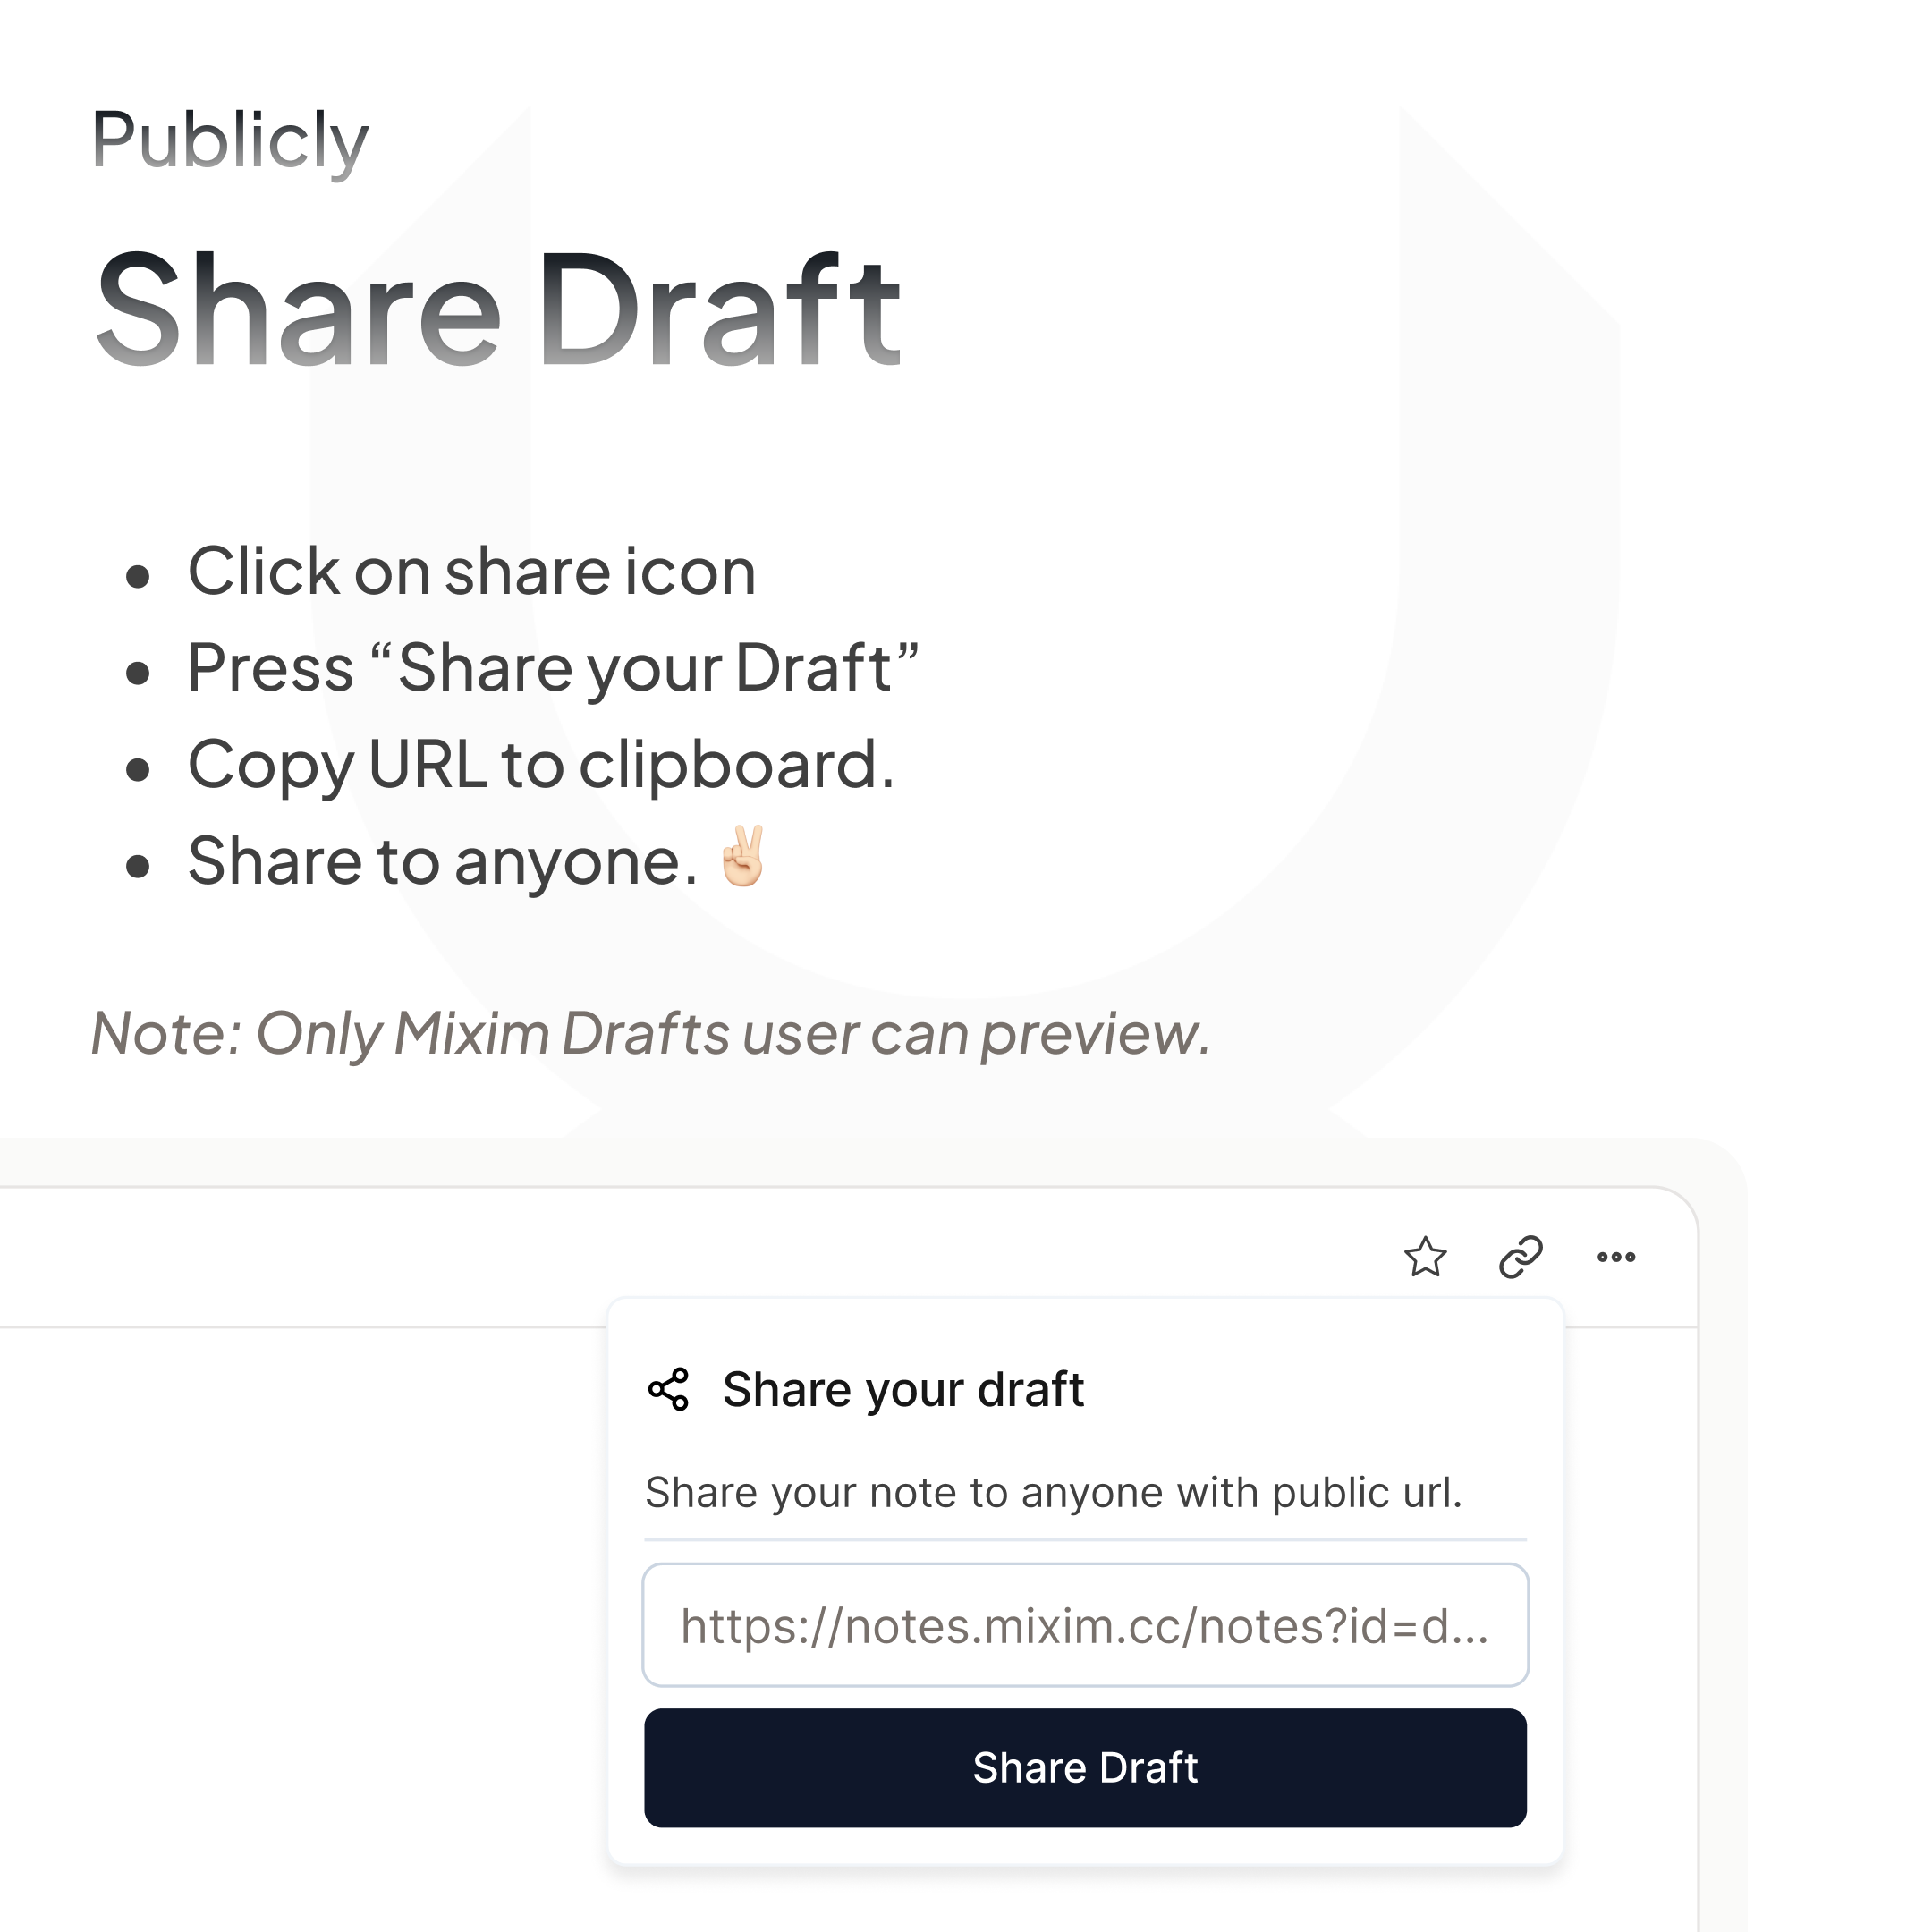 Publicly
Share Draft
• Click on share icon
• Press “Share your Draft”
• Copy URL to clipboard.
• Share to anyone. ✌🏻
Note: Only Mixim Drafts user can preview.
Share your draft
Share your note to anyone with public url.
https://notes.mixim.cc/notes?id=d...
Share Draft